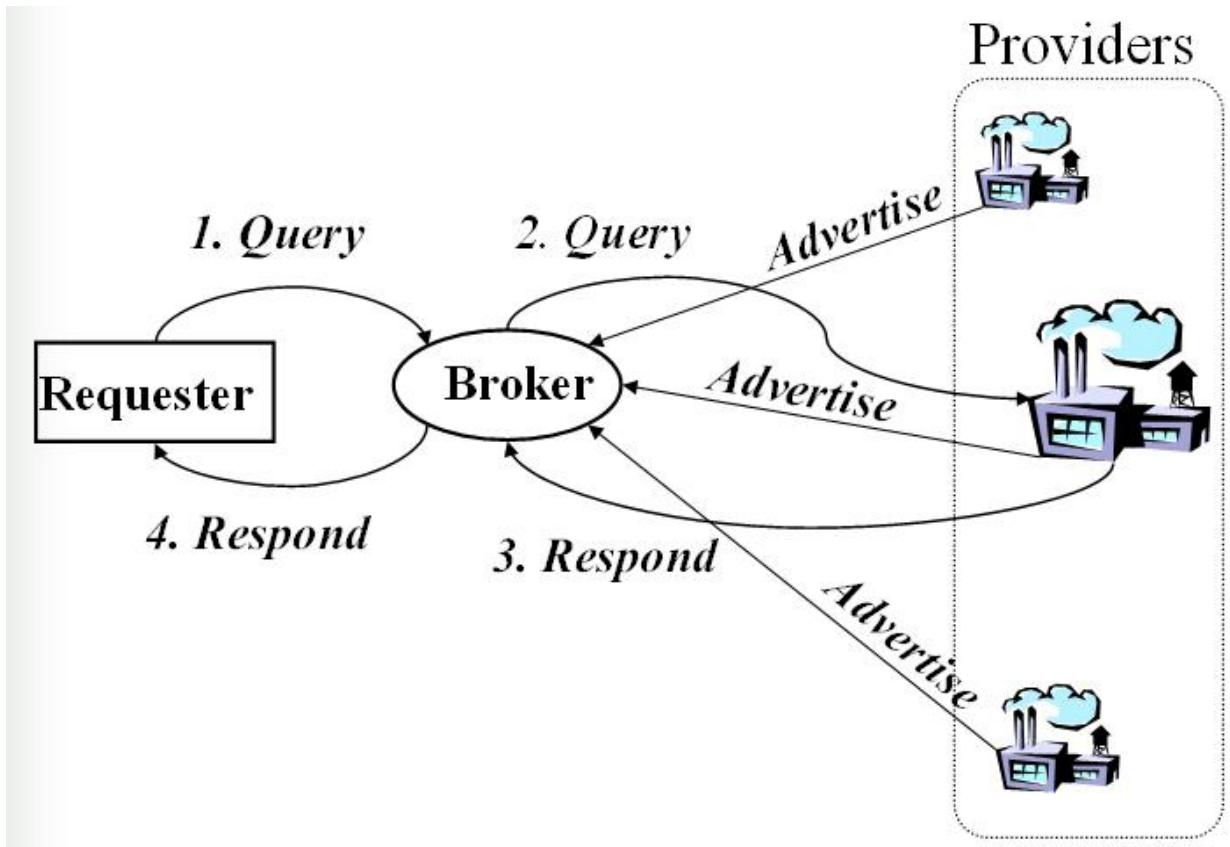 Providers
1. Query
2. Query
Advertise
Requester
Broker
Advertise
4. Respond
3. Respond
Advertise